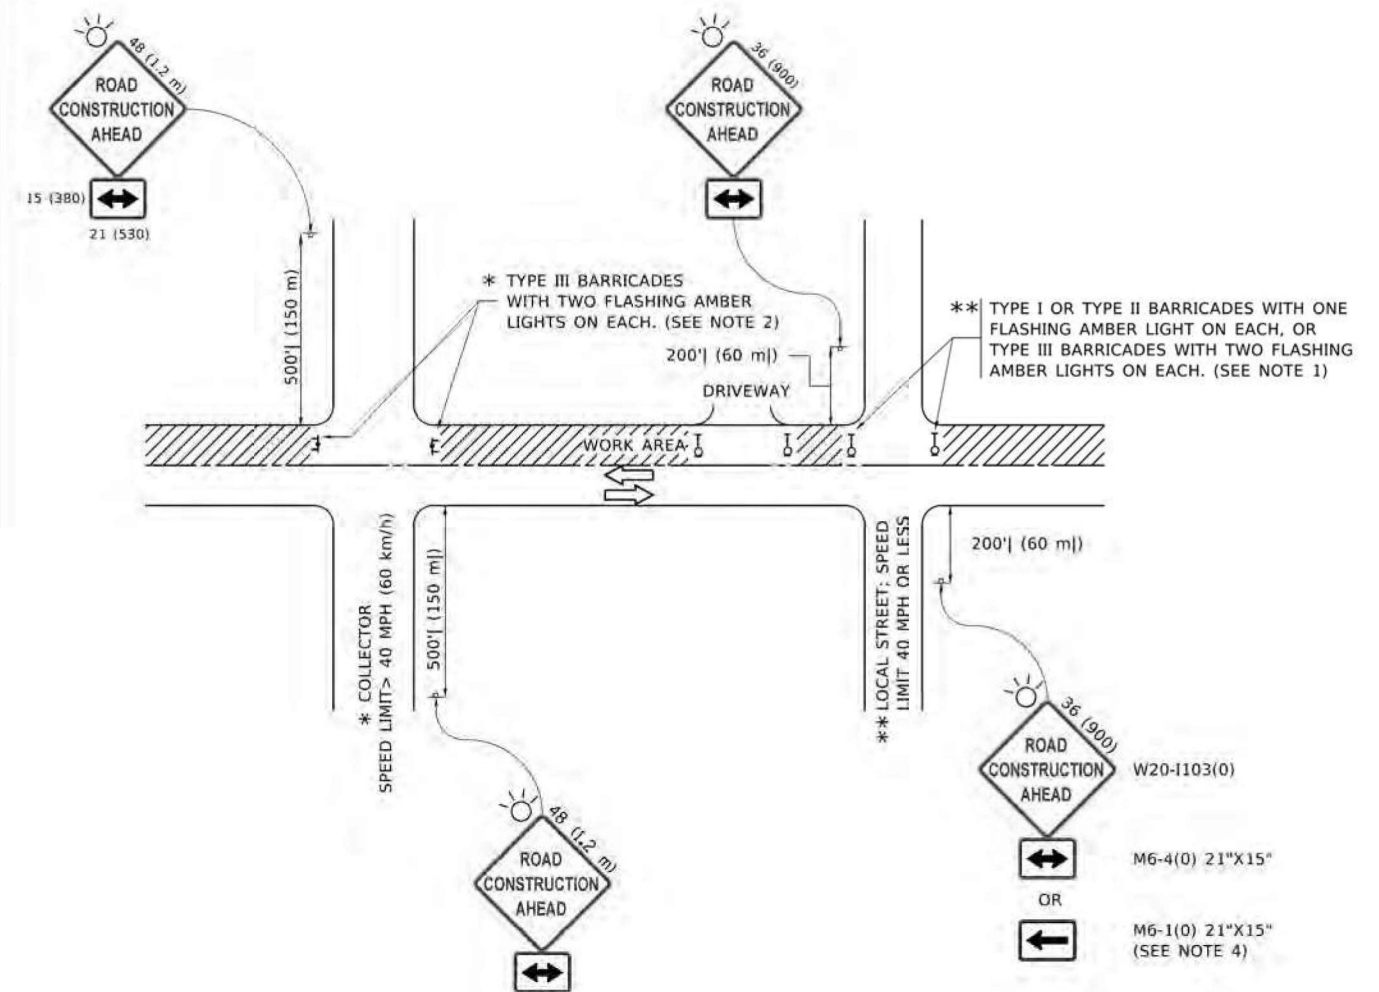 48 (1.2 m)
ROAD
CONSTRUCTION
AHEAD
15 (380)
21 (530)
36 (900)
ROAD
CONSTRUCTION
AHEAD
500'| (150 m)
* TYPE III BARRICADES
WITH TWO FLASHING AMBER
LIGHTS ON EACH. (SEE NOTE 2)
200'| (60 m|)
DRIVEWAY
** TYPE I OR TYPE II BARRICADES WITH ONE
FLASHING AMBER LIGHT ON EACH, OR
TYPE III BARRICADES WITH TWO FLASHING
AMBER LIGHTS ON EACH. (SEE NOTE 1)
WORK AREA
* COLLECTOR
SPEED LIMIT> 40 MPH (60 km/h)
500'| (150 m|)
** LOCAL STREET; SPEED
LIMIT 40 MPH OR LESS
200'| (60 m|)
48 (1.2 m)
ROAD
CONSTRUCTION
AHEAD
36 (900)
ROAD
CONSTRUCTION
AHEAD
W20-I103(0)
M6-4(0) 21"X15"
OR
M6-1(0) 21"X15"
(SEE NOTE 4)